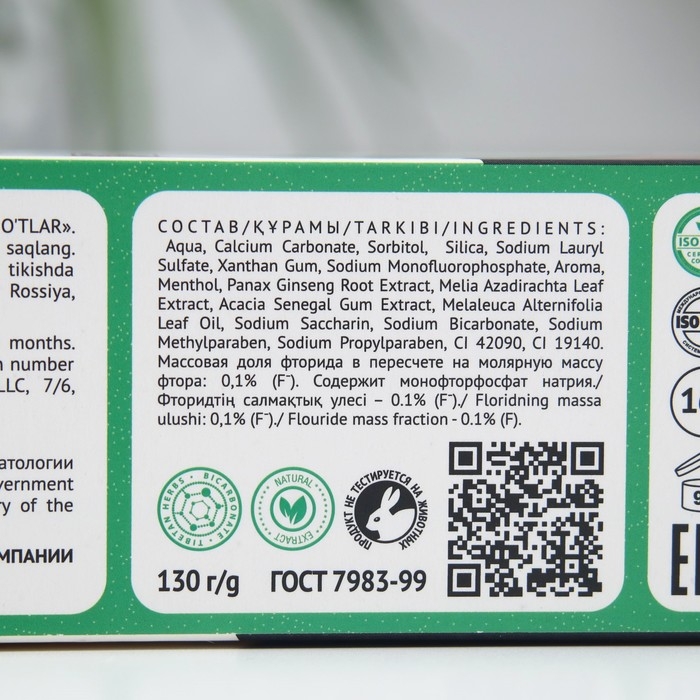 O'TLAR».
saqlang.
tikishda
Rossiya,
months.
number
LLC, 7/6,
vernment
ry of the
СОСТАВ/ҚҰРАМЫ/TARKIBI/INGREDIENTS:
Aqua, Calcium Carbonate, Sorbitol, Silica, Sodium Lauryl
Sulfate, Xanthan Gum, Sodium Monofluorophosphate, Aroma,
Menthol, Panax Ginseng Root Extract, Melia Azadirachta Leaf
Extract, Acacia Senegal Gum Extract, Melaleuca Alternifolia
Leaf Oil, Sodium Saccharin, Sodium Bicarbonate, Sodium
Methylparaben, Sodium Propylparaben, CI 42090, CI 19140.
Массовая доля фторида в пересчете на молярную массу
фтора: 0,1% (F⁻). Содержит монофторфосфат натрия./
Фторидтің салмақтық улесі – 0.1% (F⁻)./ Floridning massa
ulushi: 0,1% (F⁻)./ Flouride mass fraction - 0.1% (F).
TIBETAN HERBS • BICARBONATE •
NATURAL EXTRACT
ПРОДУКТ НЕ ТЕСТИРУЕТСЯ НА ЖИВОТНЫХ
130 г/g ГОСТ 7983-99
ISO
ISO